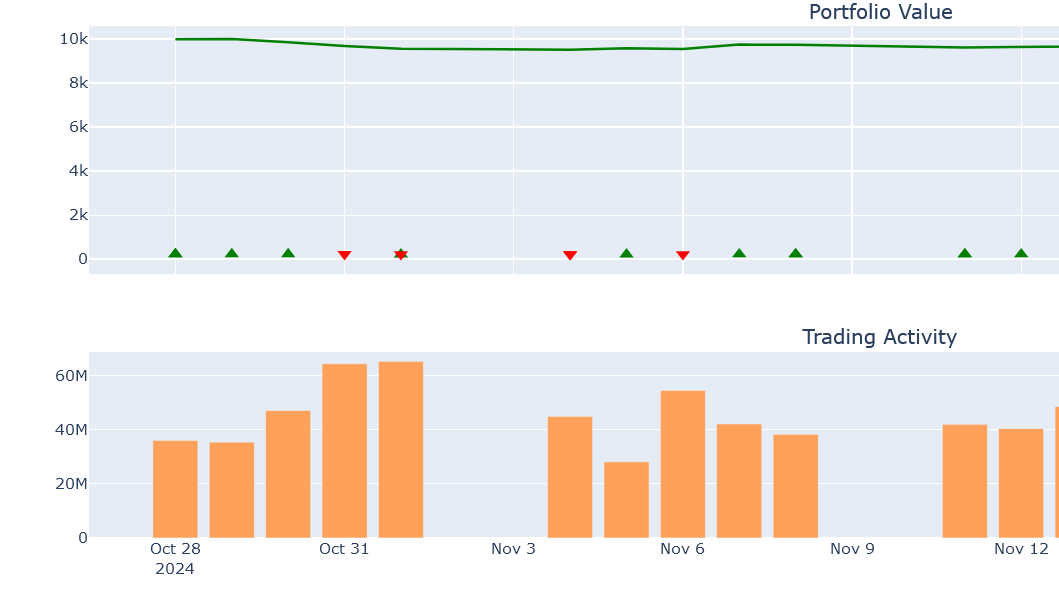 Portfolio Value
10k
8k
6k
4k
2k
0
Trading Activity
60M
40M
20M
0
Oct 28 Oct 31 Nov 3 Nov 6 Nov 9 Nov 12
2024